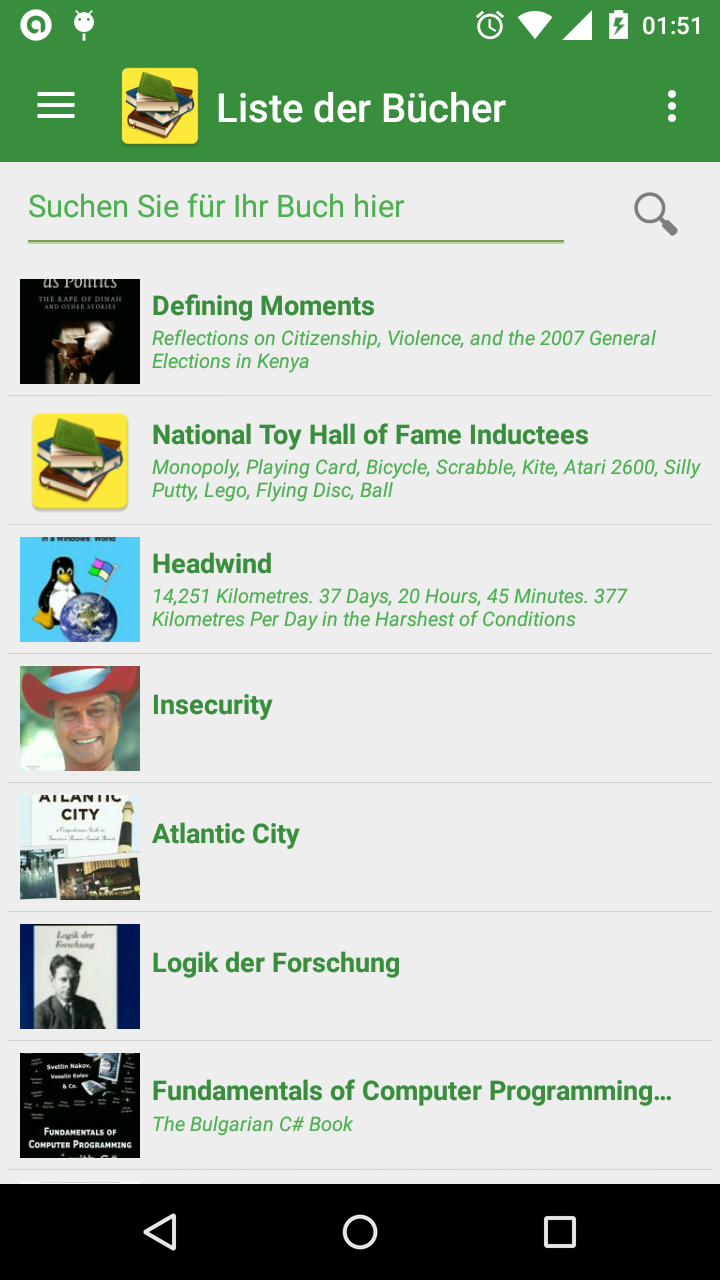 01:51
Liste der Bücher
Suchen Sie für Ihr Buch hier
as Politics
THE RAPE OF DINAH
AND OTHER STORIES
Defining Moments
Reflections on Citizenship, Violence, and the 2007 General
Elections in Kenya
National Toy Hall of Fame Inductees
Monopoly, Playing Card, Bicycle, Scrabble, Kite, Atari 2600, Silly
Putty, Lego, Flying Disc, Ball
in a Windows World
Headwind
14,251 Kilometres. 37 Days, 20 Hours, 45 Minutes. 377
Kilometres Per Day in the Harshest of Conditions
Insecurity
ATLANTIC
CITY
Atlantic City
Logik der
Forschung
Logik der Forschung
Svetlin Nakov,
Veselin Kolev
& Co.
FUNDAMENTALS OF
COMPUTER PROGRAMMING
with C#
Fundamentals of Computer Programming…
The Bulgarian C# Book